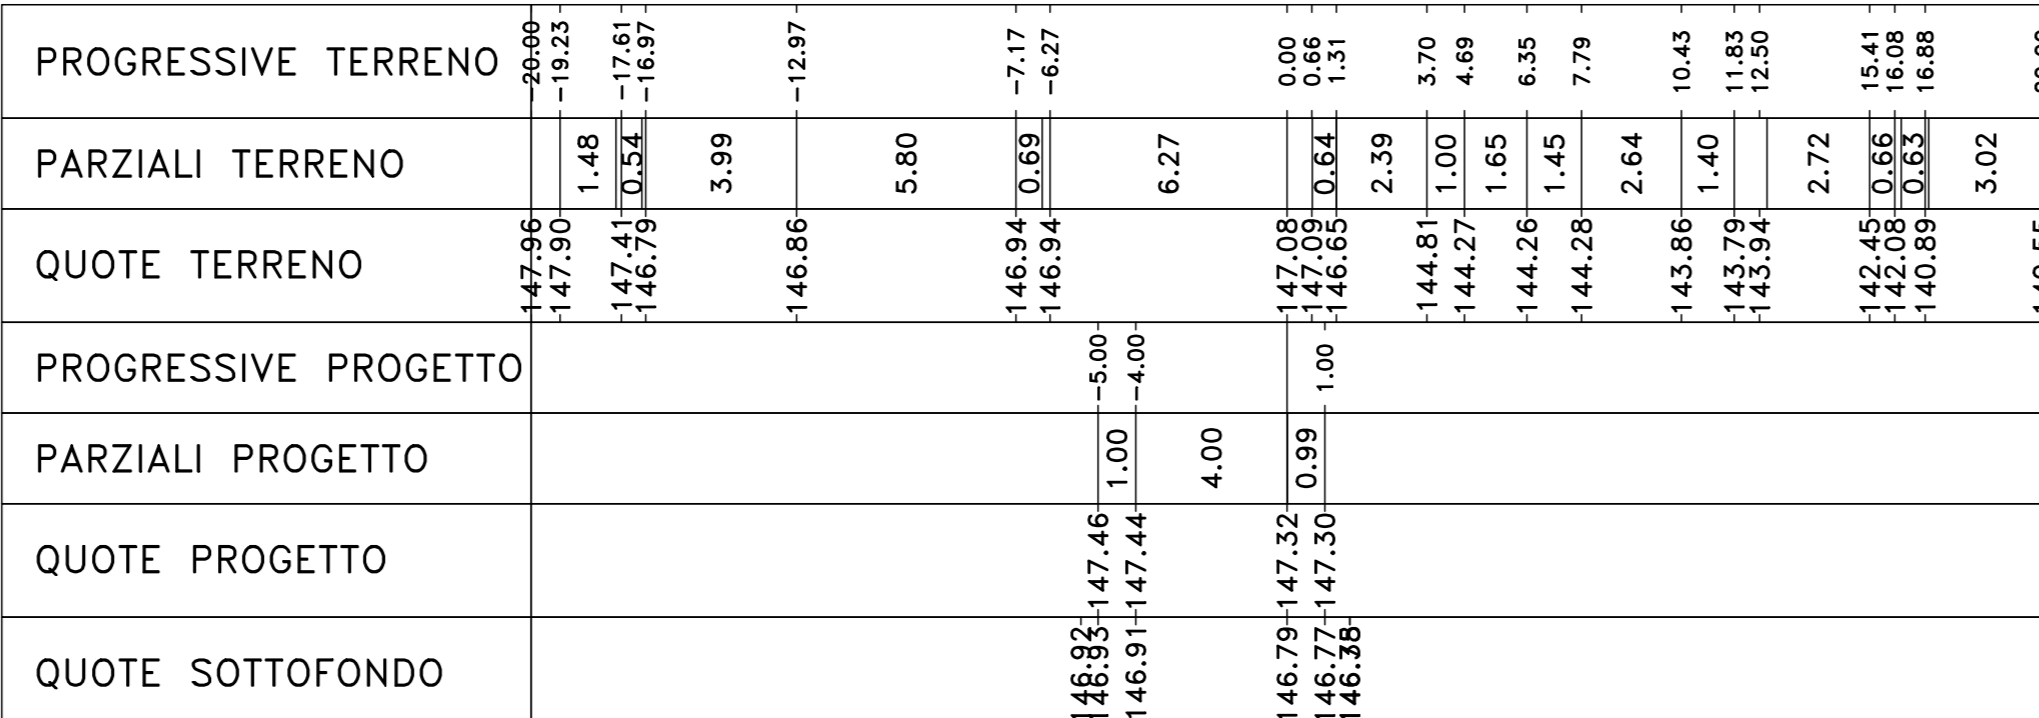 PROGRESSIVE TERRENO -20.00 -19.23 -17.61 -16.97 -12.97 -7.17 -6.27 0.00 0.66 1.31 3.70 4.69 6.35 7.79 10.43 11.83 12.50 15.41 16.08 16.88
PARZIALI TERRENO 1.48 0.54 3.99 5.80 0.69 6.27 0.64 2.39 1.00 1.65 1.45 2.64 1.40 2.72 0.66 0.63 3.02
QUOTE TERRENO 147.96 147.90 147.41 146.79 146.86 146.94 146.94 147.08 147.09 146.65 144.81 144.27 144.26 144.28 143.86 143.79 143.94 142.45 142.08 140.89
PROGRESSIVE PROGETTO -5.00 -4.00 1.00
PARZIALI PROGETTO 1.00 4.00 0.99
QUOTE PROGETTO 147.46 147.44 147.32 147.30
QUOTE SOTTOFONDO 146.92 146.93 146.91 146.79 146.77